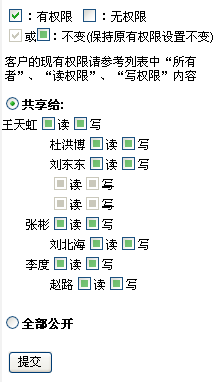 ：有权限 ：无权限
或：不变(保持原有权限设置不变)
客户的现有权限请参考列表中“所有
者”、“读权限”、“写权限”内容
共享给:
王天虹 读 写
杜洪博 读 写
刘东东 读 写
读 写
读 写
张彬 读 写
刘北海 读 写
李度 读 写
赵路 读 写
全部公开
提交